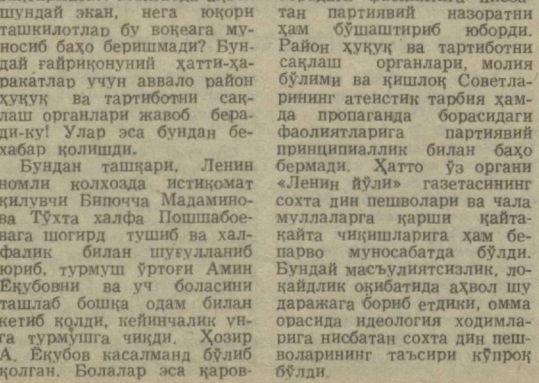 шундай экан, нега юқори
ташкилотлар бу воқеага му-
носиб баҳо беришмади? Бун-
дай ғайриқонуний ҳатти-ҳа-
ракатлар учун аввало район
ҳуқуқ ва тартиботни сақ-
лаш органлари жавоб бера-
ди-ку! Улар эса бундан бе-
хабар қолишди.
Бундан ташқари, Ленин
номли колхозда истиқомат
қилувчи Бипочча Мадамино-
ва Тўхта халфа Пошшабое-
вага шогирд тушиб ва хал-
фалик билан шуғулланиб
юриб, турмуш ўртоғи Амин
Ёқубовни ва уч боласини
ташлаб бошқа одам билан
кетиб қолди, кейинчалик ун-
га турмушга чиқди. Ҳозир
А. Ёқубов касалманд бўлиб
қолган. Болалар эса қаров-
тан партиявий назоратни
ҳам бўшаштириб юборди.
Район ҳуқуқ ва тартиботни
сақлаш органлари, молия
бўлими ва қишлоқ Советла-
рининг атеистик тарбия ҳам-
да пропаганда борасидаги
фаолиятларига партиявий
принципиаллик билан баҳо
бермади. Ҳатто ўз органи
«Ленин йўли» газетасининг
сохта дин пешволари ва чала
муллаларга қарши қайта-
қайта чиқишларига ҳам бе-
парво муносабатда бўлди.
Бундай масъулиятсизлик, ло-
қайдлик оқибатида аҳвол шу
даражага бориб етдики, омма
орасида идеология ходимла-
рига нисбатан сохта дин пеш-
воларининг таъсири кўпроқ
бўлди.